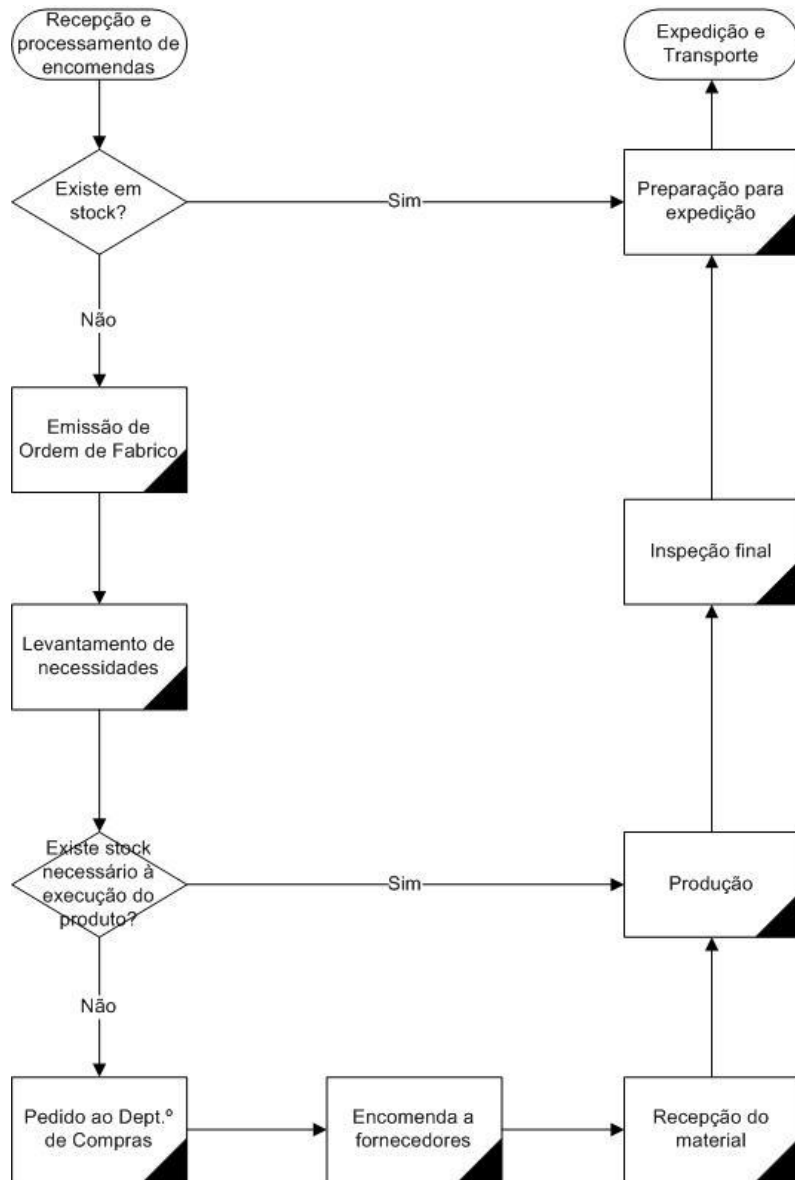 Recepção e
processamento de
encomendas
Expedição e
Transporte
Existe em
stock?
Sim
Preparação para
expedição
Não
Emissão de
Ordem de Fabrico
Inspeção final
Levantamento de
necessidades
Existe stock
necessário à
execução do
produto?
Sim
Produção
Não
Pedido ao Dept.º
de Compras
Encomenda a
fornecedores
Recepção do
material